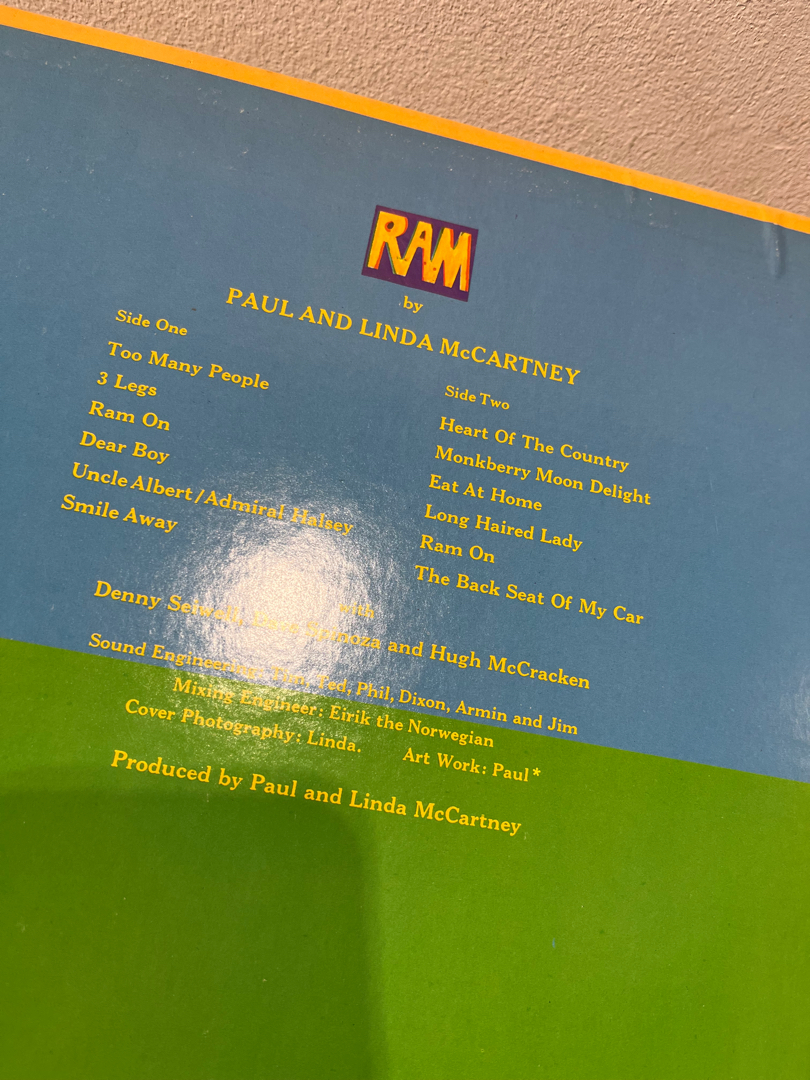 RAM
by
PAUL AND LINDA McCARTNEY
Side One
Too Many People
3 Legs
Ram On
Dear Boy
Uncle Albert/Admiral Halsey
Smile Away
Side Two
Heart Of The Country
Monkberry Moon Delight
Eat At Home
Long Haired Lady
Ram On
The Back Seat Of My Car
with
Denny Seiwell, Dave Spinoza and Hugh McCracken
Sound Engineering: Tim, Ted, Phil, Dixon, Armin and Jim
Mixing Engineer: Eirik the Norwegian
Cover Photography: Linda. Art Work: Paul*
Produced by Paul and Linda McCartney